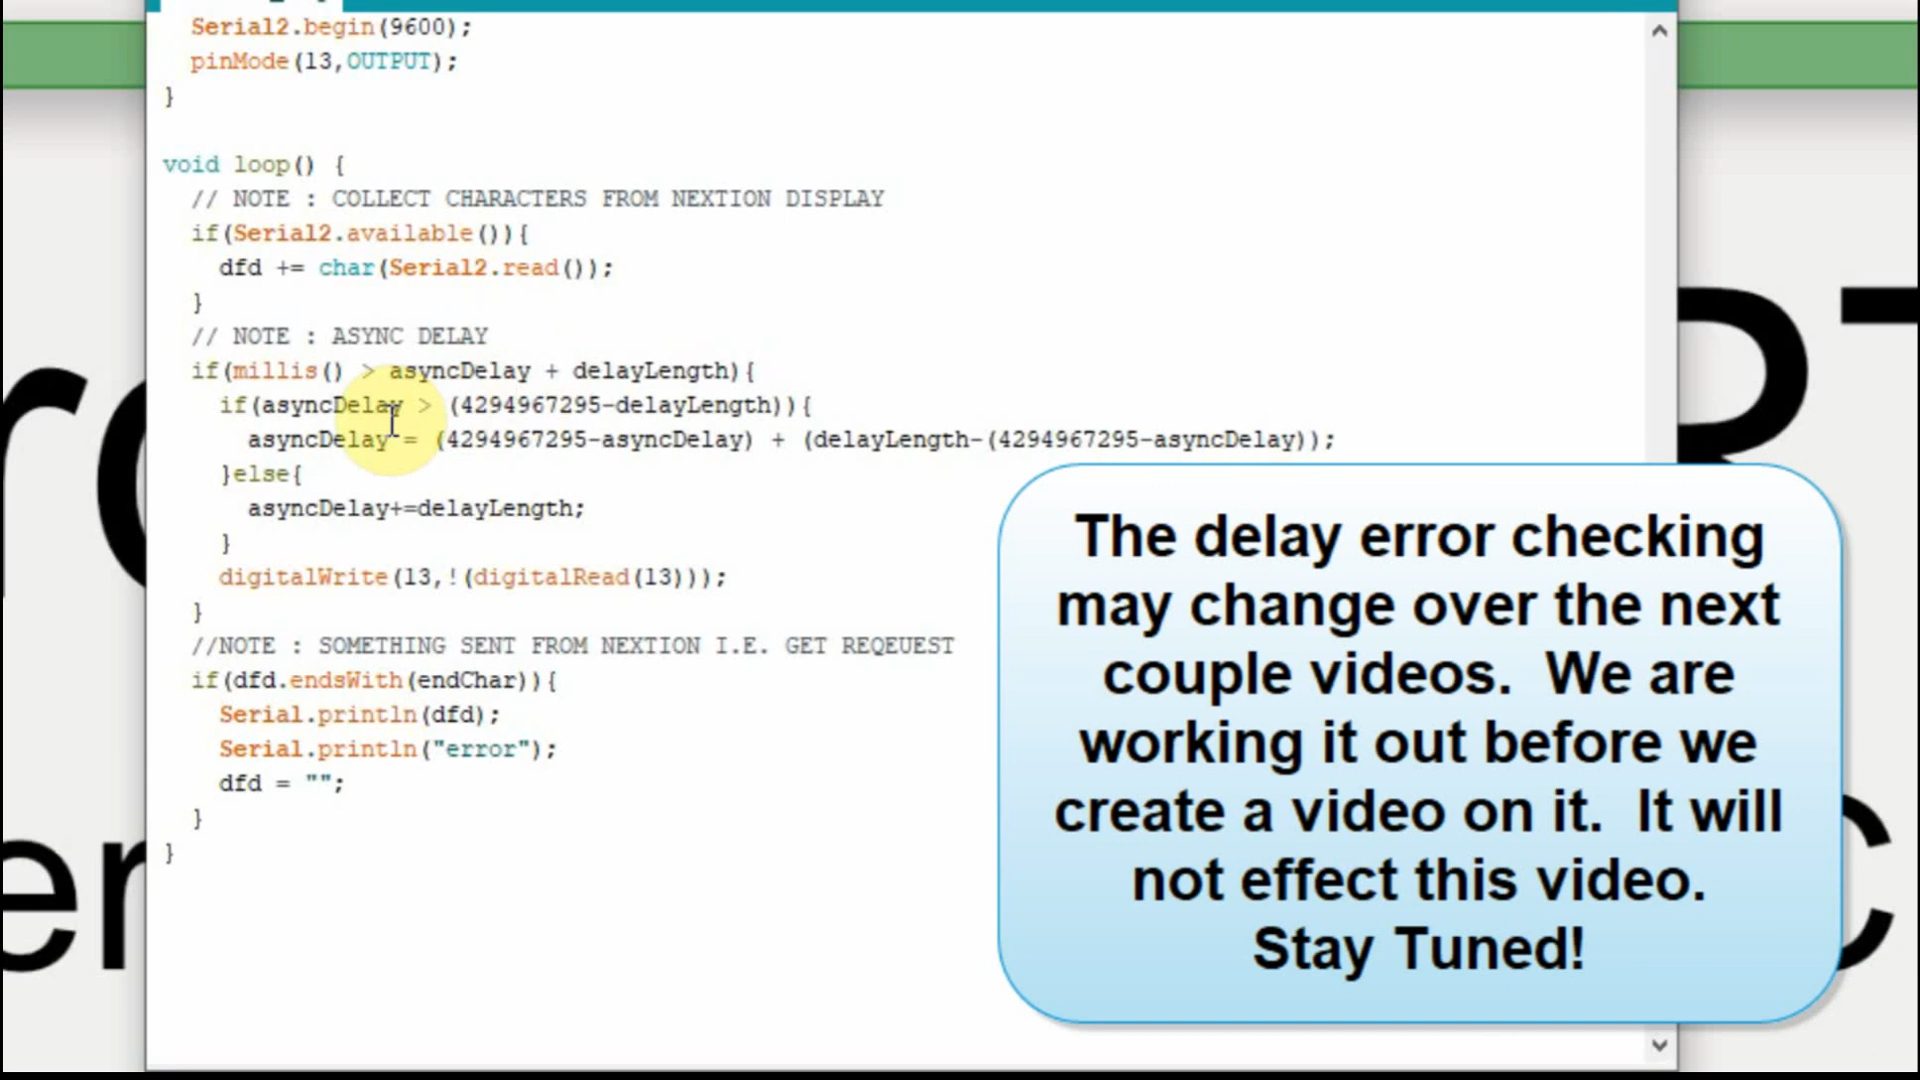 Serial2.begin(9600);
pinMode(13,OUTPUT);
}
void loop() {
// NOTE : COLLECT CHARACTERS FROM NEXTION DISPLAY
if(Serial2.available()){
dfd += char(Serial2.read());
}
// NOTE : ASYNC DELAY
if(millis() > asyncDelay + delayLength){
if(asyncDelay > (4294967295-delayLength)){
asyncDelay = (4294967295-asyncDelay) + (delayLength-(4294967295-asyncDelay));
}else{
asyncDelay+=delayLength;
}
digitalWrite(13,!(digitalRead(13)));
}
//NOTE : SOMETHING SENT FROM NEXTION I.E. GET REQEUEST
if(dfd.endsWith(endChar)){
Serial.println(dfd);
Serial.println("error");
dfd = "";
}
}
The delay error checking
may change over the next
couple videos. We are
working it out before we
create a video on it. It will
not effect this video.
Stay Tuned!